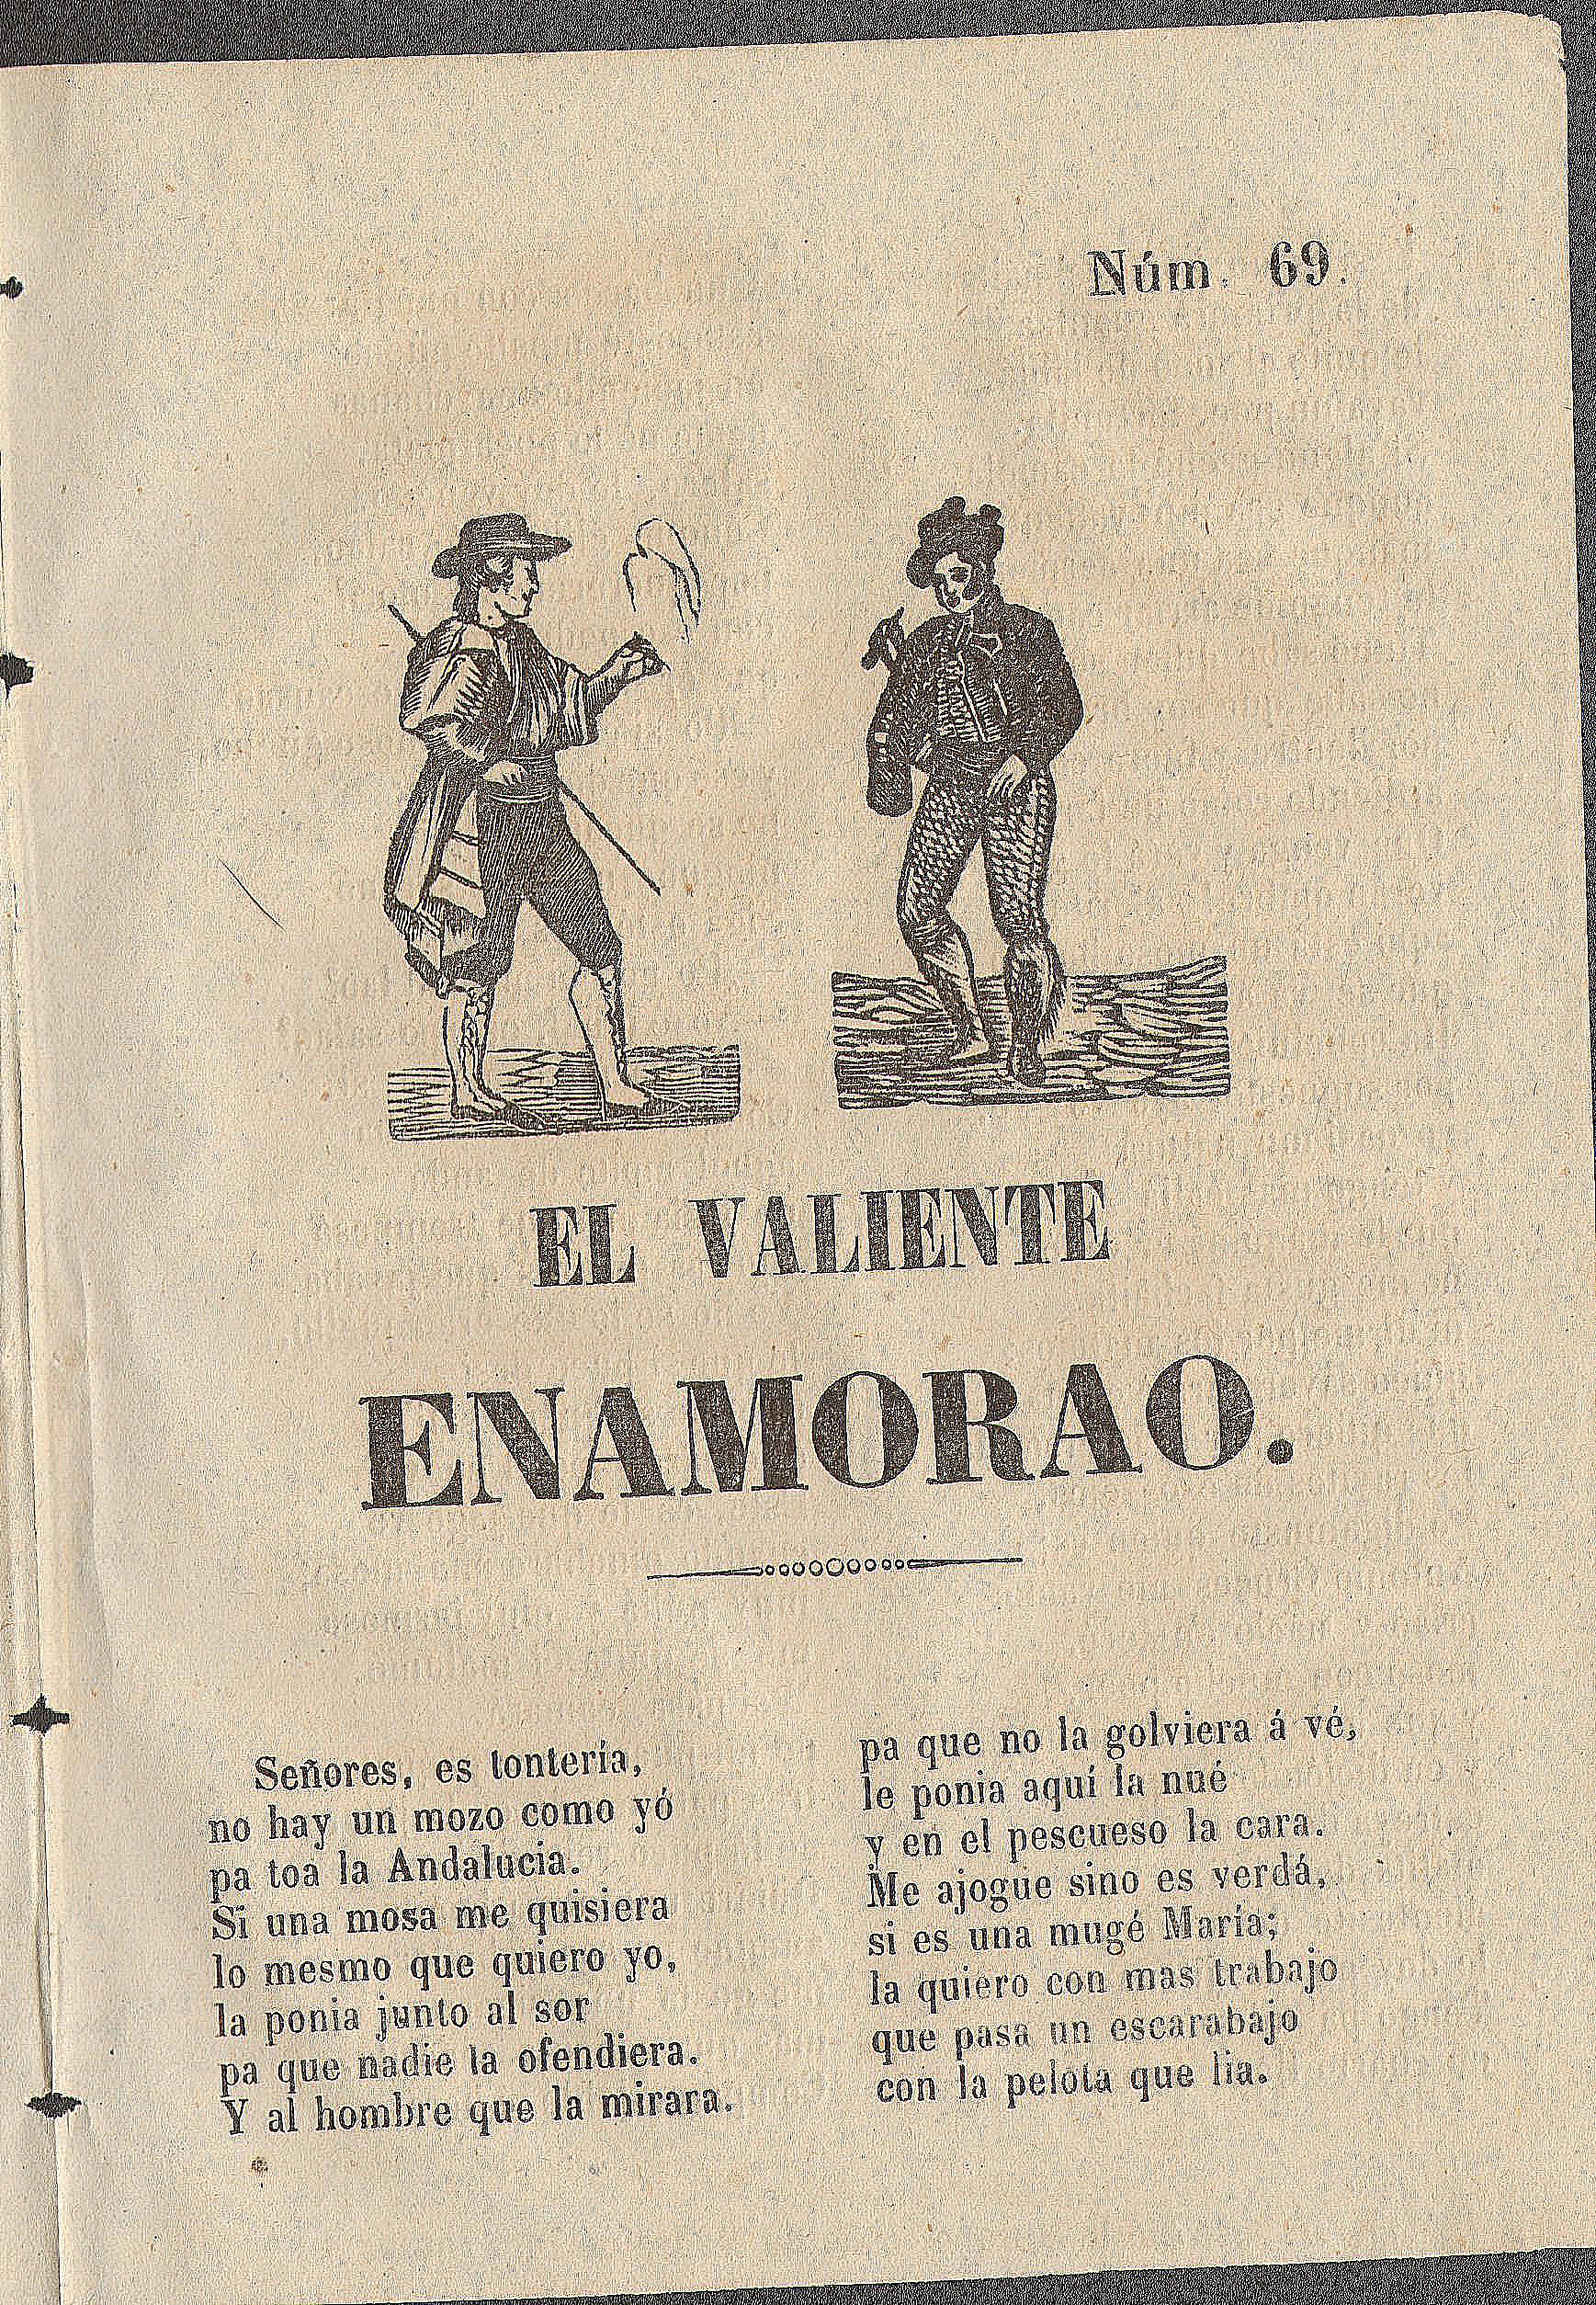 Núm. 69.
EL VALIENTE
ENAMORAO.
Señores, es tontería,
no hay un mozo como yó
pa toa la Andalucia.
Si una mosa me quisiera
lo mesmo que quiero yo,
la ponia junto al sor
pa que nadie la ofendiera.
Y al hombre que la mirara.
pa que no la golviera á vé,
le ponia aquí la nué
y en el pescueso la cara.
Me ajogue sino es verdá,
si es una mugé María;
la quiero con mas trabajo
que pasa un escarabajo
con la pelota que lia.